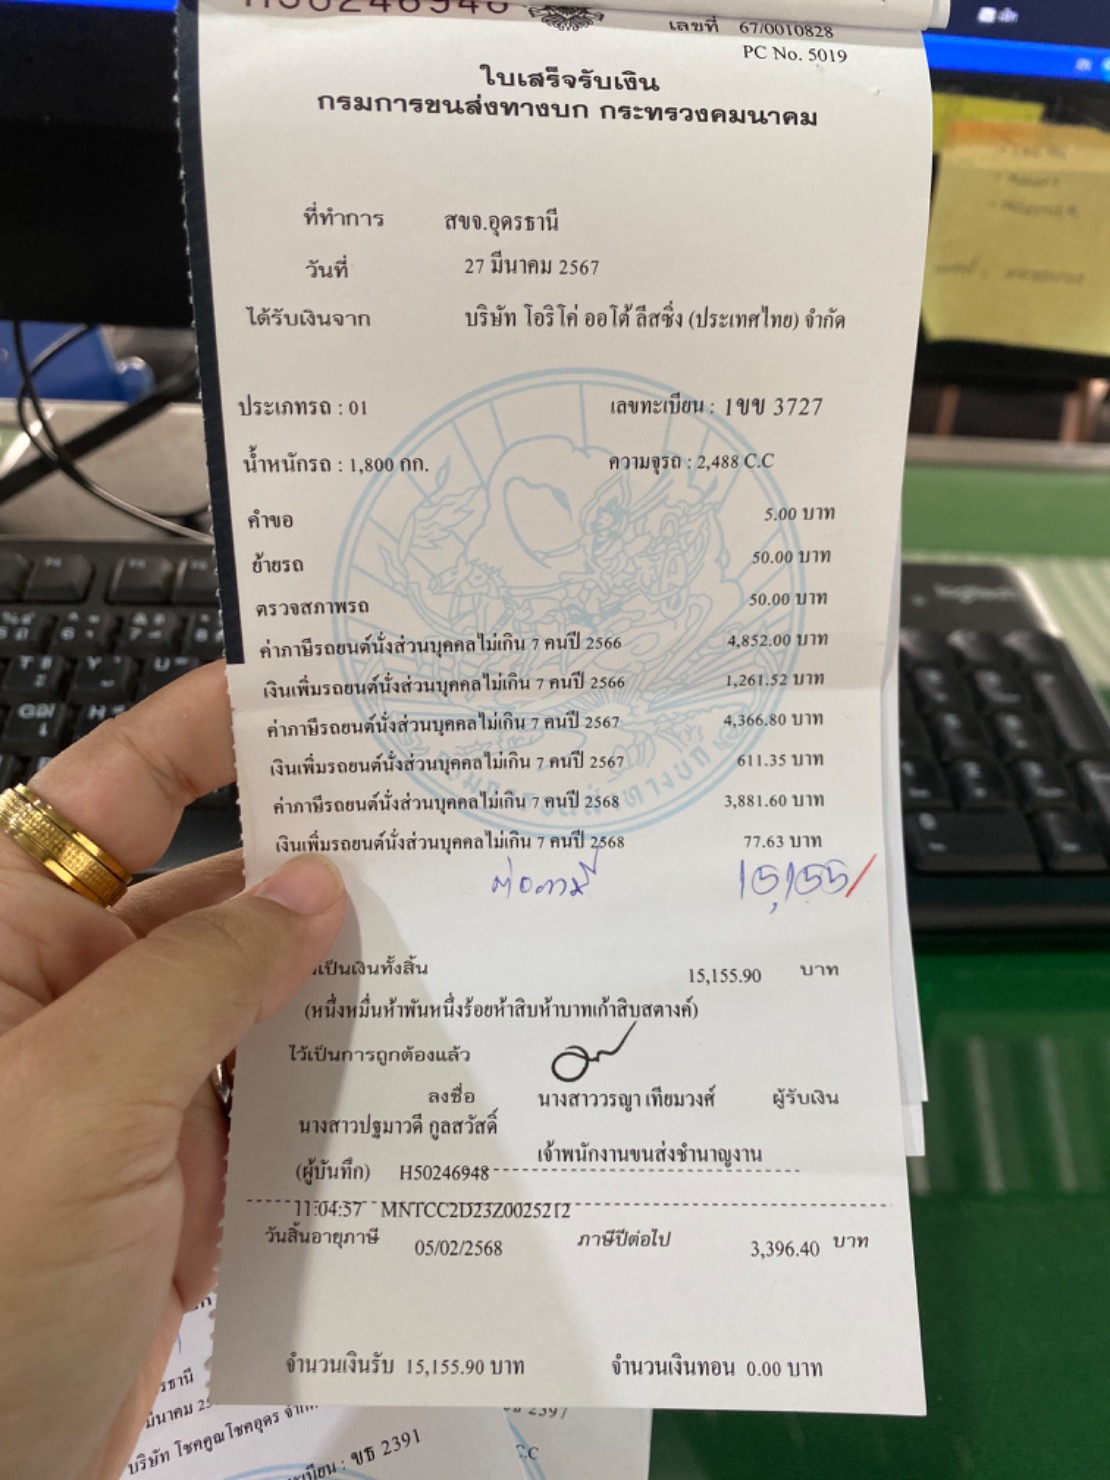 เลขที่ 67/0010828
PC No. 5019
ใบเสร็จรับเงิน
กรมการขนส่งทางบก กระทรวงคมนาคม
ที่ทำการ สขจ.อุดรธานี
วันที่ 27 มีนาคม 2567
ได้รับเงินจาก บริษัท โอริโค่ ออโต้ ลีสซิ่ง (ประเทศไทย) จำกัด
ประเภทรถ : 01 เลขทะเบียน : 1ขข 3727
น้ำหนักรถ : 1,800 กก. ความจุรถ : 2,488 C.C
คำขอ 5.00 บาท
ย้ายรถ 50.00 บาท
ตรวจสภาพรถ 50.00 บาท
ค่าภาษีรถยนต์นั่งส่วนบุคคลไม่เกิน 7 คนปี 2566 4,852.00 บาท
เงินเพิ่มรถยนต์นั่งส่วนบุคคลไม่เกิน 7 คนปี 2566 1,261.52 บาท
ค่าภาษีรถยนต์นั่งส่วนบุคคลไม่เกิน 7 คนปี 2567 4,366.80 บาท
เงินเพิ่มรถยนต์นั่งส่วนบุคคลไม่เกิน 7 คนปี 2567 611.35 บาท
ค่าภาษีรถยนต์นั่งส่วนบุคคลไม่เกิน 7 คนปี 2568 3,881.60 บาท
เงินเพิ่มรถยนต์นั่งส่วนบุคคลไม่เกิน 7 คนปี 2568 77.63 บาท
ต่อภาษี 15,155/
เป็นเงินทั้งสิ้น 15,155.90 บาท
(หนึ่งหมื่นห้าพันหนึ่งร้อยห้าสิบห้าบาทเก้าสิบสตางค์)
ไว้เป็นการถูกต้องแล้ว
ลงชื่อ นางสาววรญา เทียมวงศ์ ผู้รับเงิน
นางสาวปฐมาวดี กูลสวัสดิ์
เจ้าพนักงานขนส่งชำนาญงาน
(ผู้บันทึก) H50246948
11:04:57 MNTCC2D23Z0025212
วันสิ้นอายุภาษี 05/02/2568 ภาษีปีต่อไป 3,396.40 บาท
จำนวนเงินรับ 15,155.90 บาท จำนวนเงินทอน 0.00 บาท
บริษัท โชคคูณโชคอุดร
: ขธ 2391